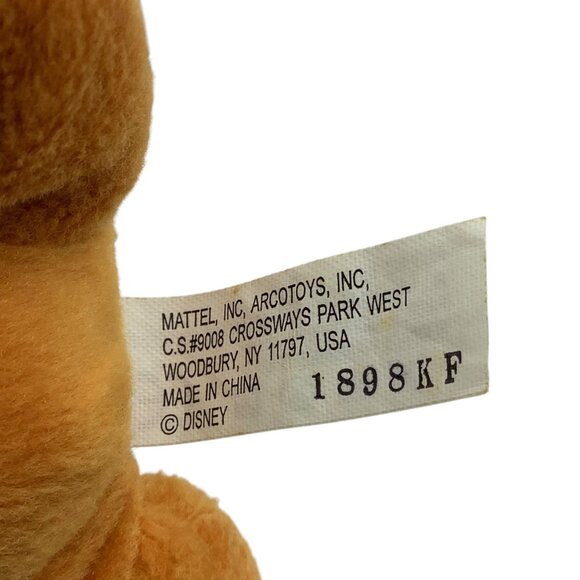 MATTEL, INC, ARCOTOYS, INC,
C.S.#9008 CROSSWAYS PARK WEST
WOODBURY, NY 11797, USA
MADE IN CHINA
© DISNEY
1898KF